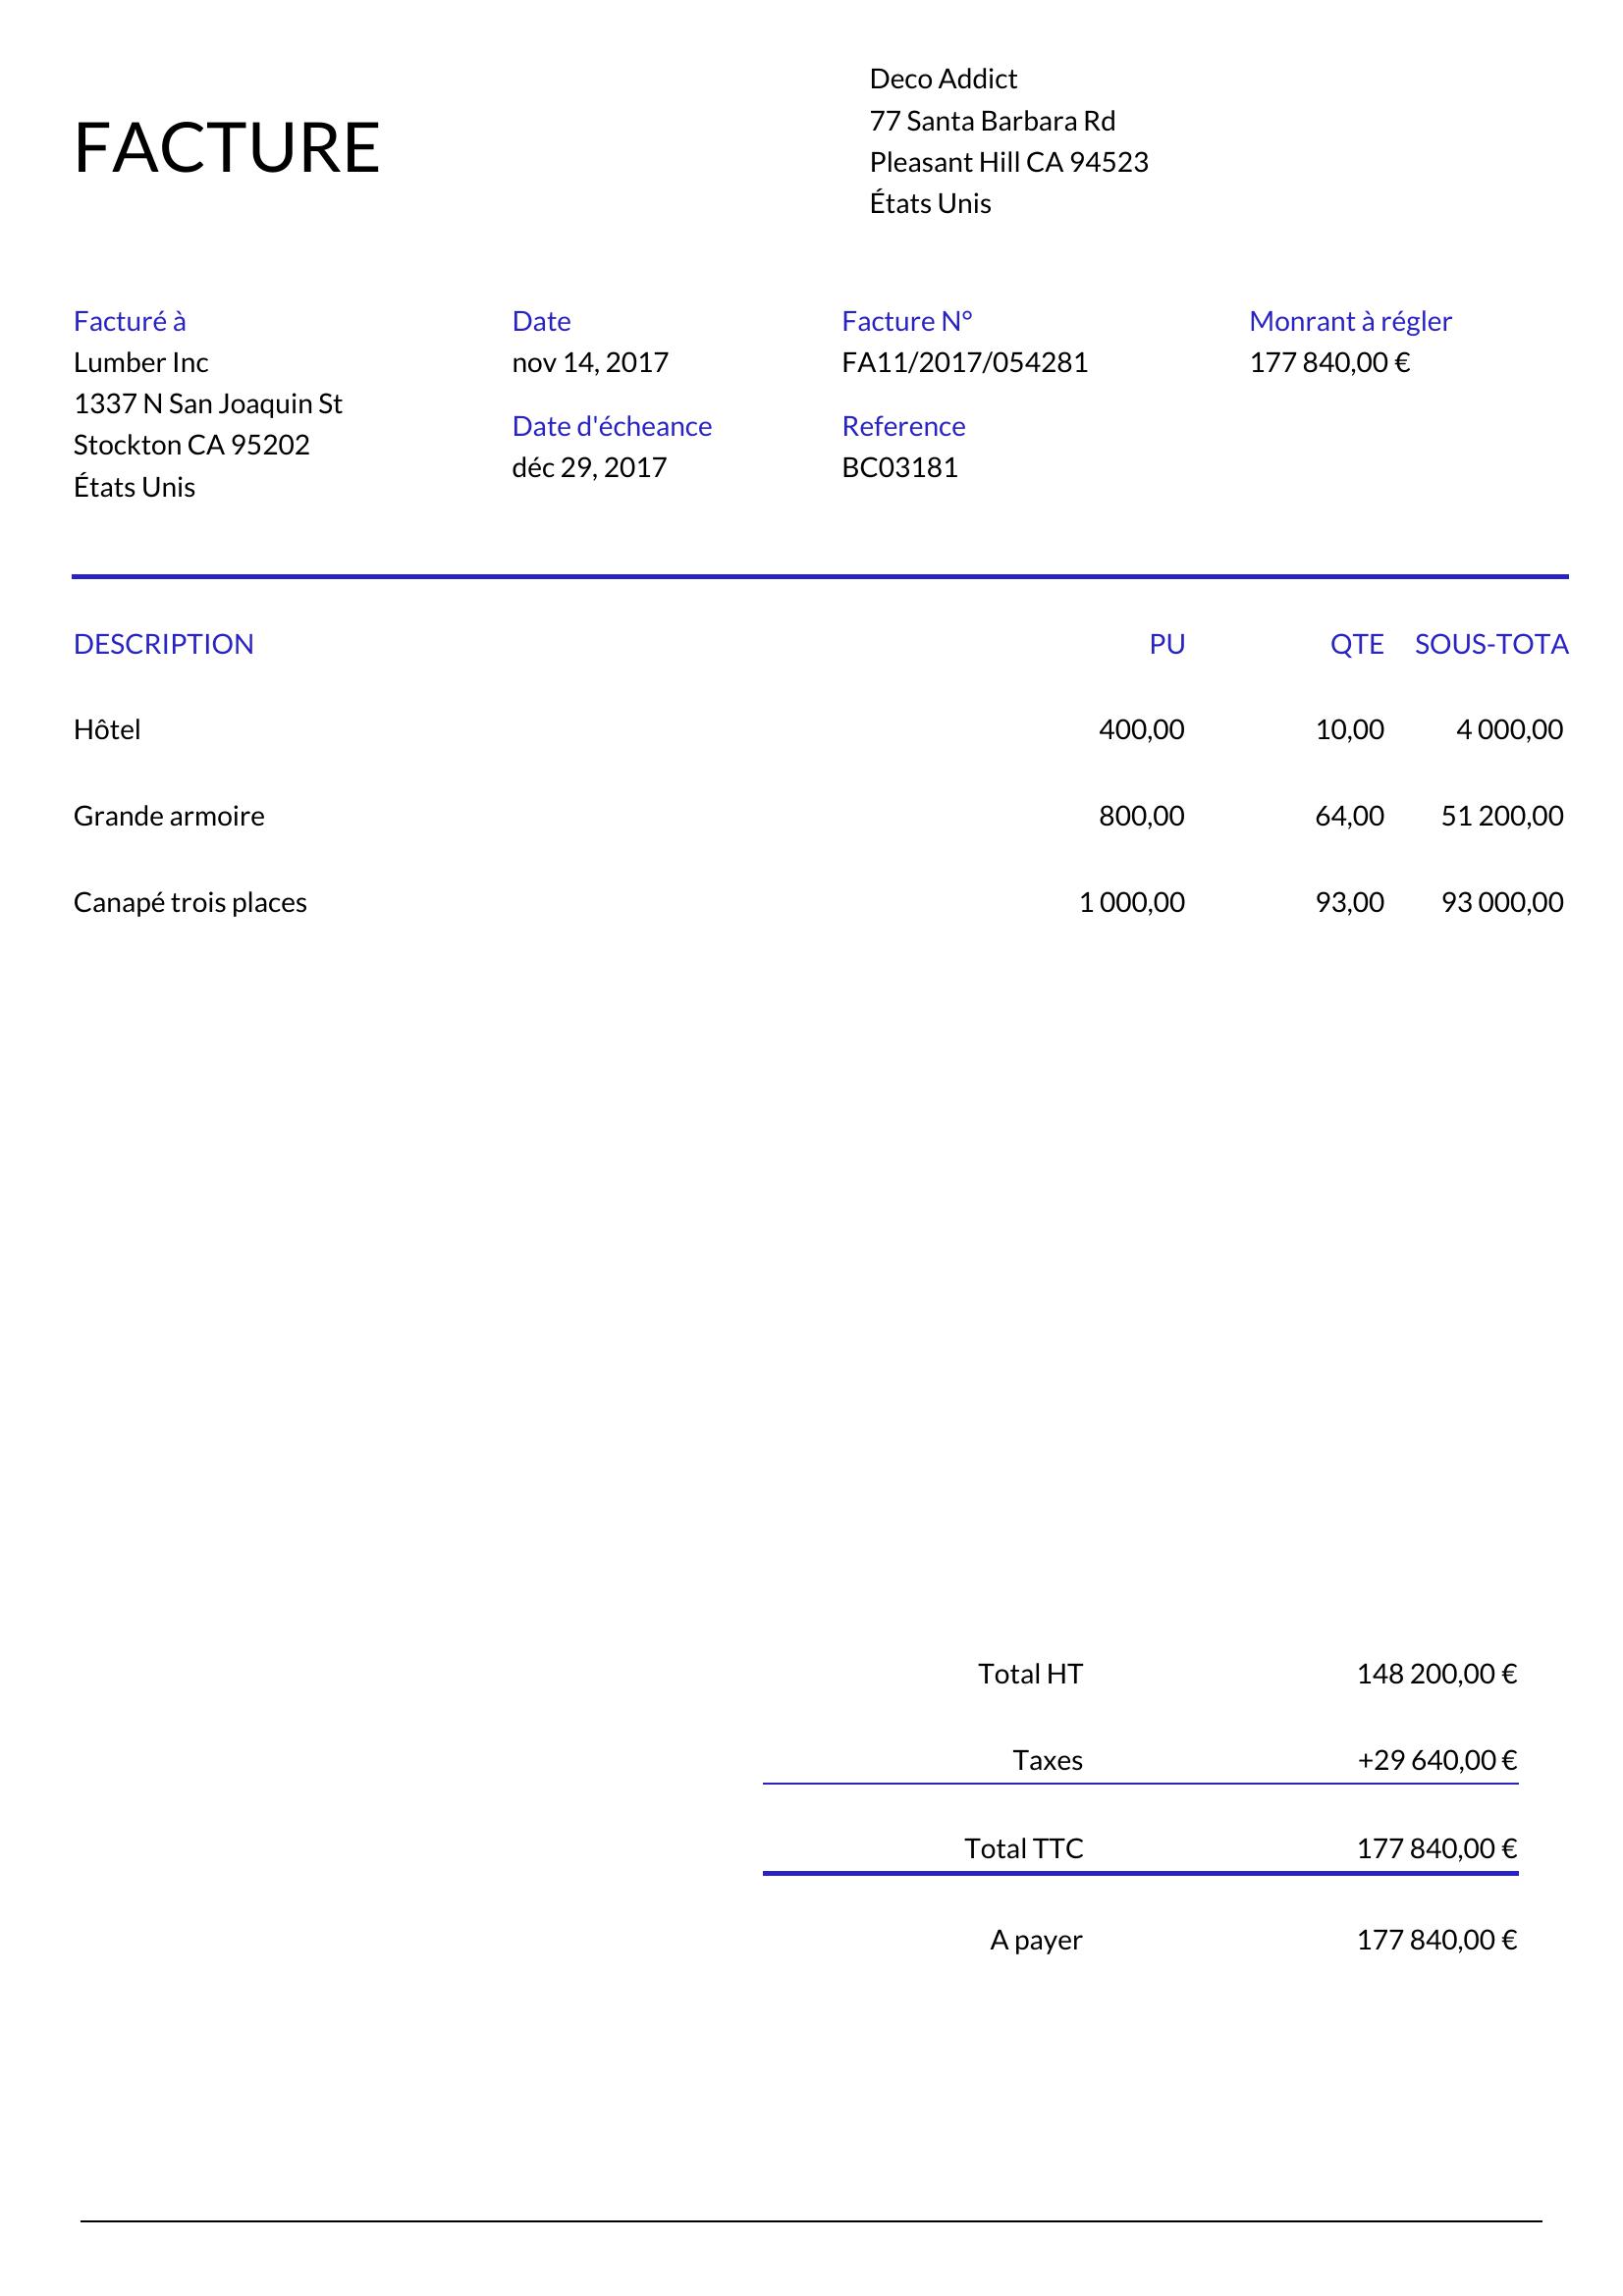 Deco Addict
77 Santa Barbara Rd
Pleasant Hill CA 94523
États Unis
FACTURE
Facturé à
Lumber Inc
1337 N San Joaquin St
Stockton CA 95202
États Unis
Date
nov 14, 2017
Date d'écheance
déc 29, 2017
Facture N°
FA11/2017/054281
Reference
BC03181
Monrant à régler
177 840,00 €
DESCRIPTION PU QTE SOUS-TOTA
Hôtel 400,00 10,00 4 000,00
Grande armoire 800,00 64,00 51 200,00
Canapé trois places 1 000,00 93,00 93 000,00
Total HT 148 200,00 €
Taxes +29 640,00 €
Total TTC 177 840,00 €
A payer 177 840,00 €